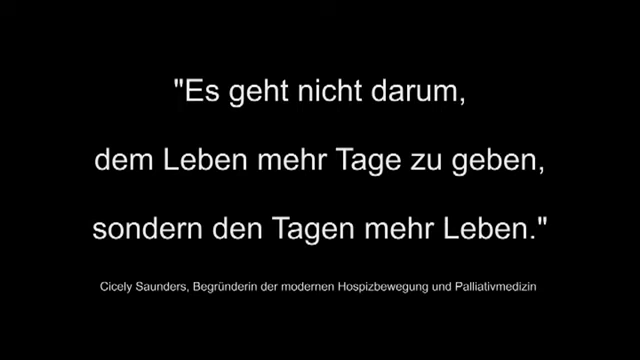 "Es geht nicht darum,
dem Leben mehr Tage zu geben,
sondern den Tagen mehr Leben."
Cicely Saunders, Begründerin der modernen Hospizbewegung und Palliativmedizin